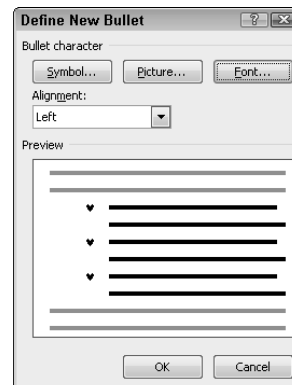 Define New Bullet
Bullet character
Symbol... Picture... Font...
Alignment:
Left
Preview
OK Cancel